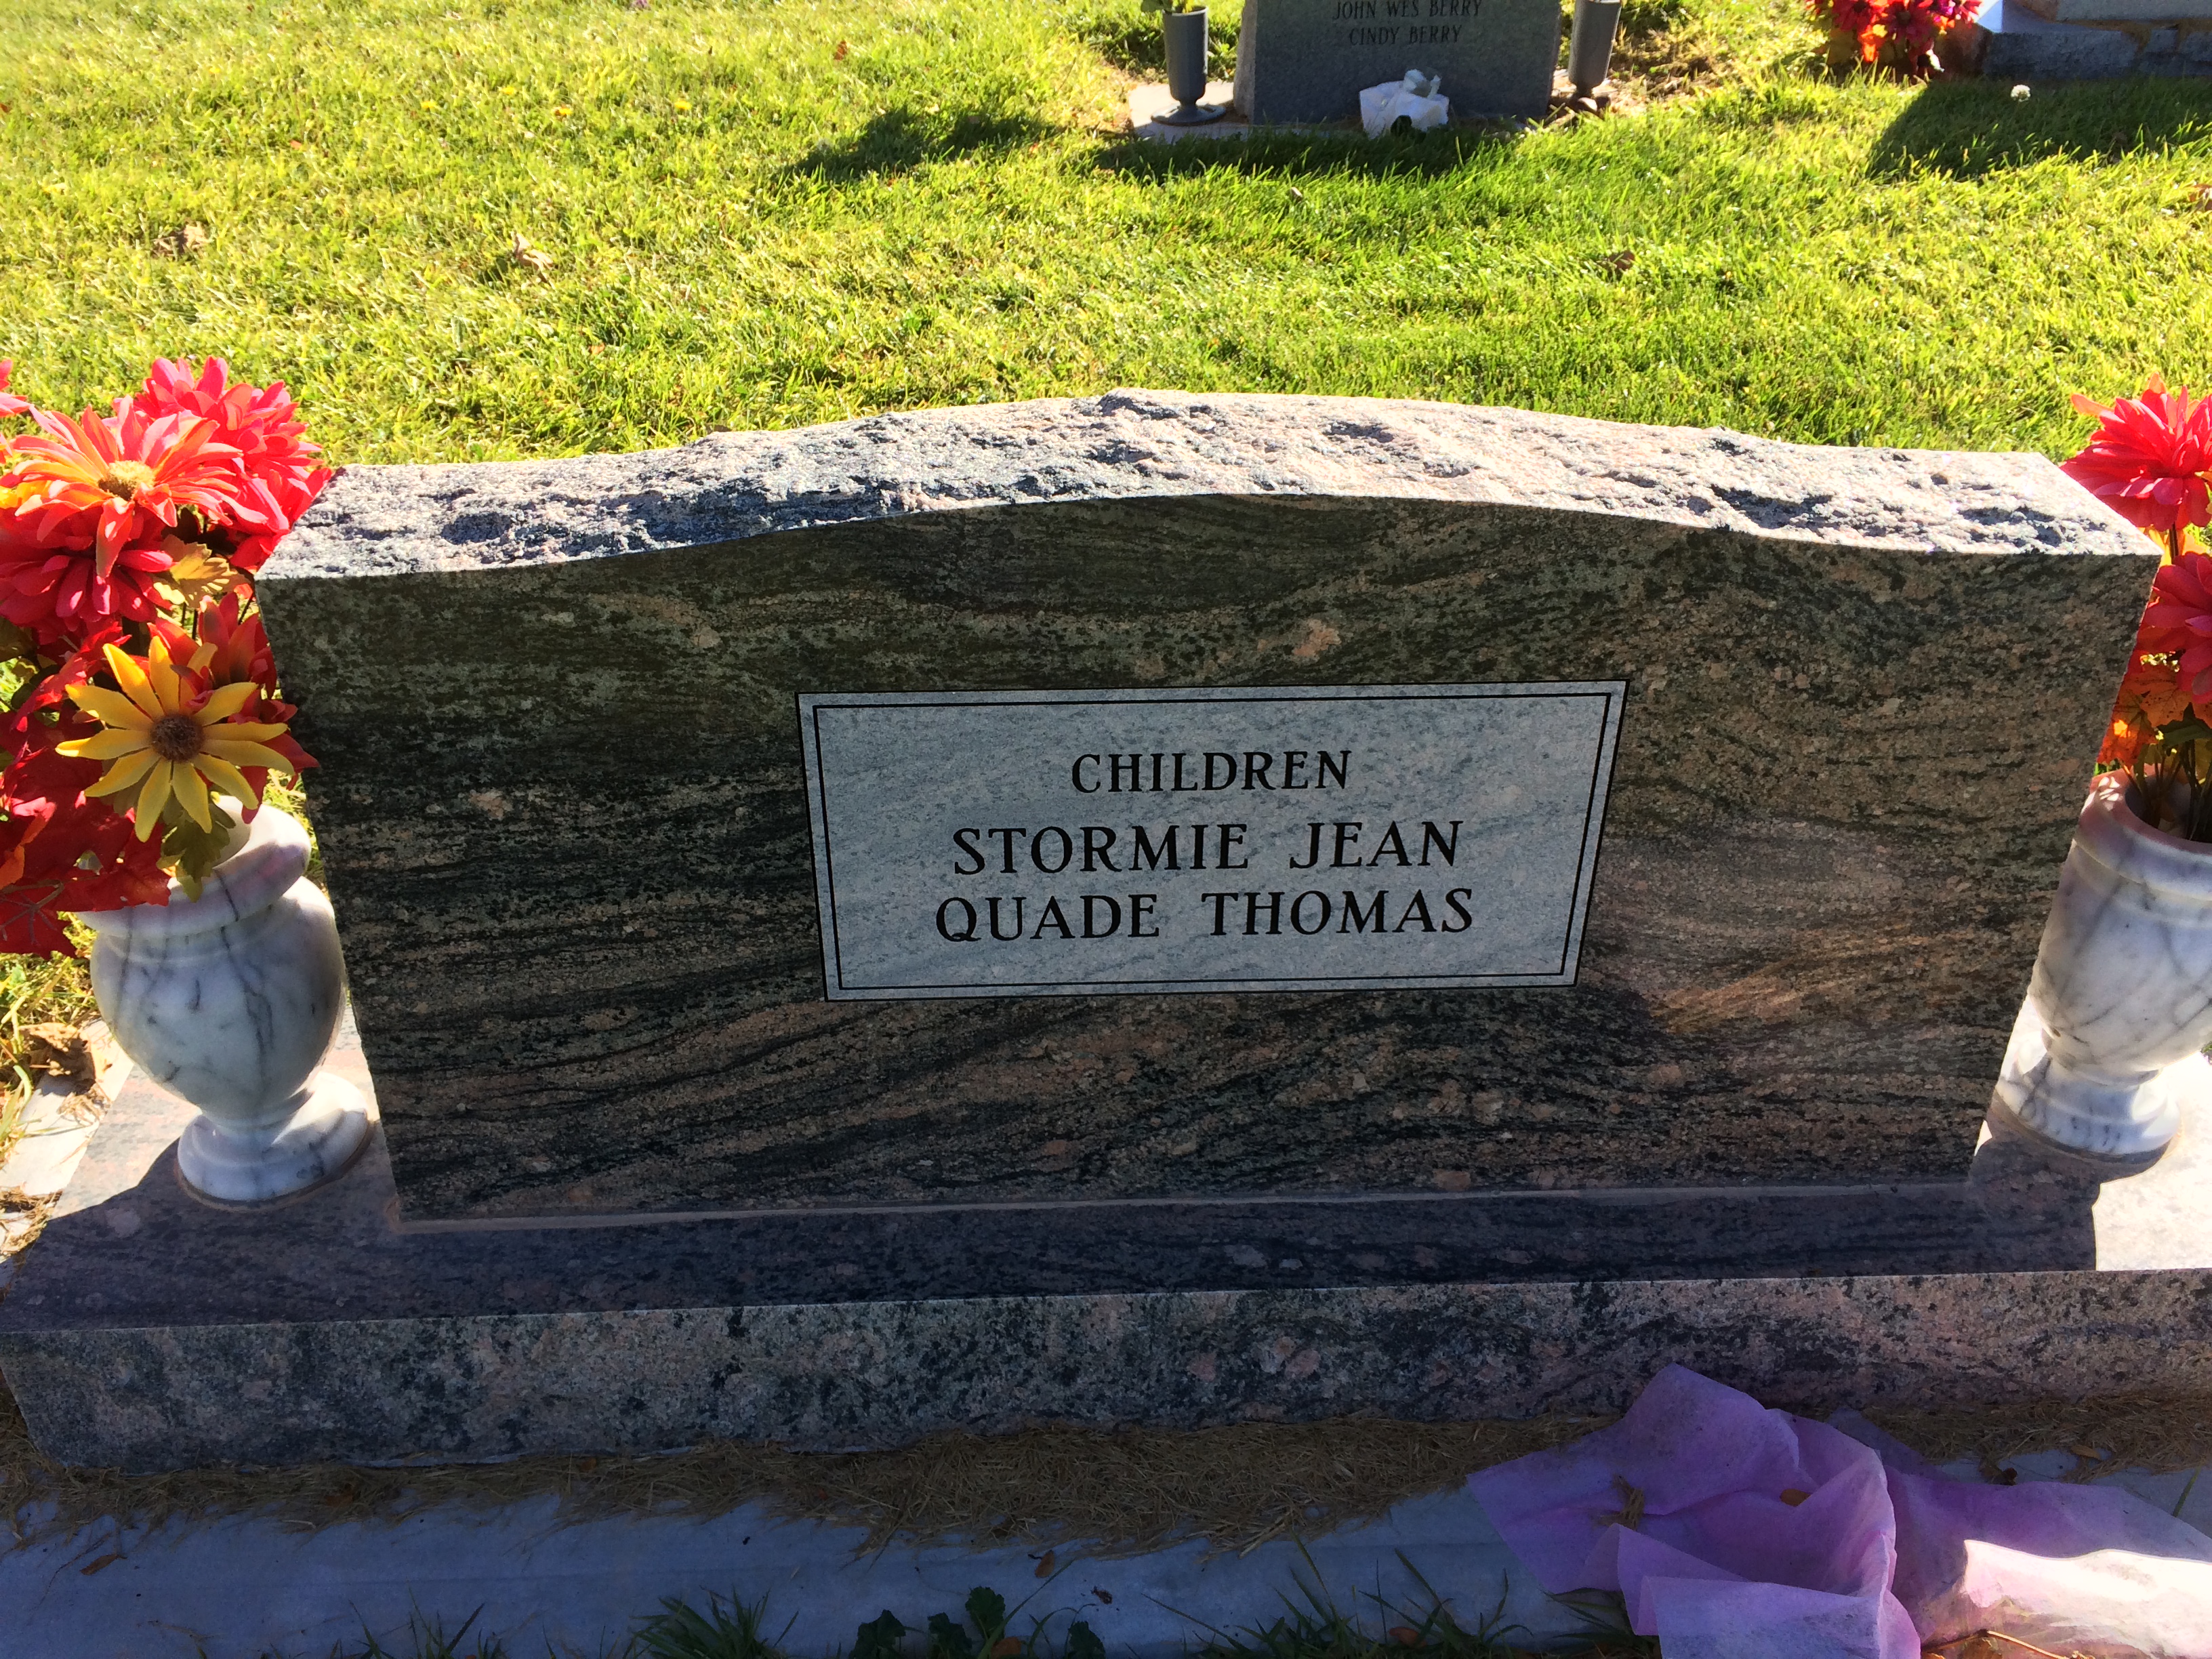 JOHN WES BERRY
CINDY BERRY
CHILDREN
STORMIE JEAN
QUADE THOMAS